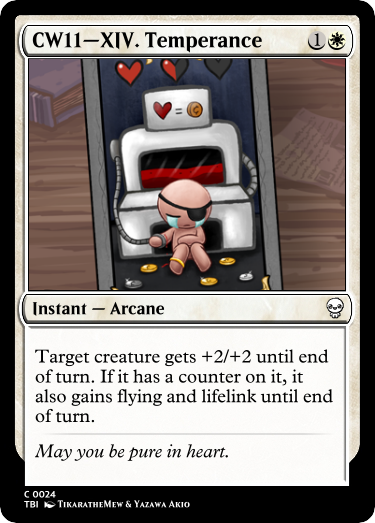 CW11—XIV. Temperance
1
= C
Instant — Arcane
Target creature gets +2/+2 until end
of turn. If it has a counter on it, it
also gains flying and lifelink until end
of turn.
May you be pure in heart.
C 0024
TBI TikaratheMew & Yazawa Akio